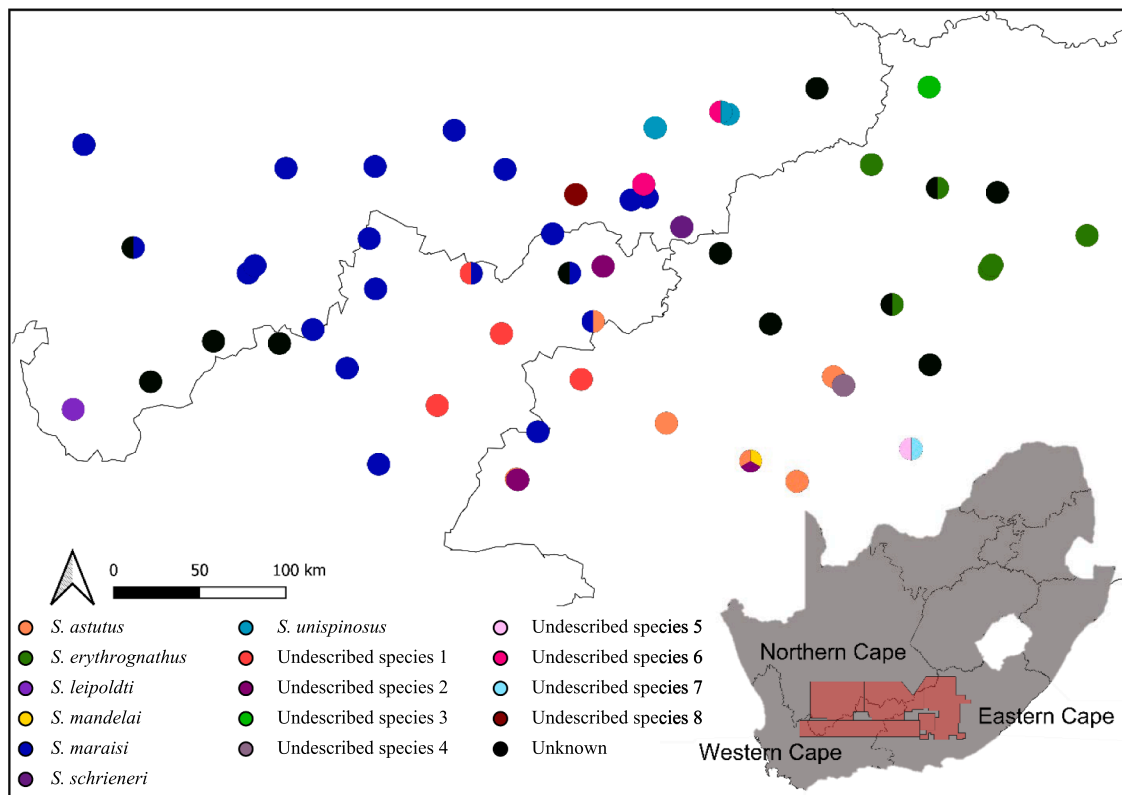 0 50 100 km
S. astutus
S. erythrognathus
S. leipoldti
S. mandelai
S. maraisi
S. schrieneri
S. unispinosus
Undescribed species 1
Undescribed species 2
Undescribed species 3
Undescribed species 4
Undescribed species 5
Undescribed species 6
Undescribed species 7
Undescribed species 8
Unknown
Northern Cape
Eastern Cape
Western Cape